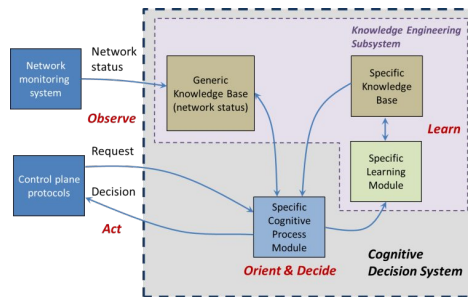 Network
status
Network
monitoring
system
Observe
Generic
Knowledge Base
(network status)
Knowledge Engineering
Subsystem
Specific
Knowledge
Base
Learn
Specific
Learning
Module
Request
Control plane
protocols
Decision
Act
Specific
Cognitive
Process
Module
Orient & Decide
Cognitive
Decision System